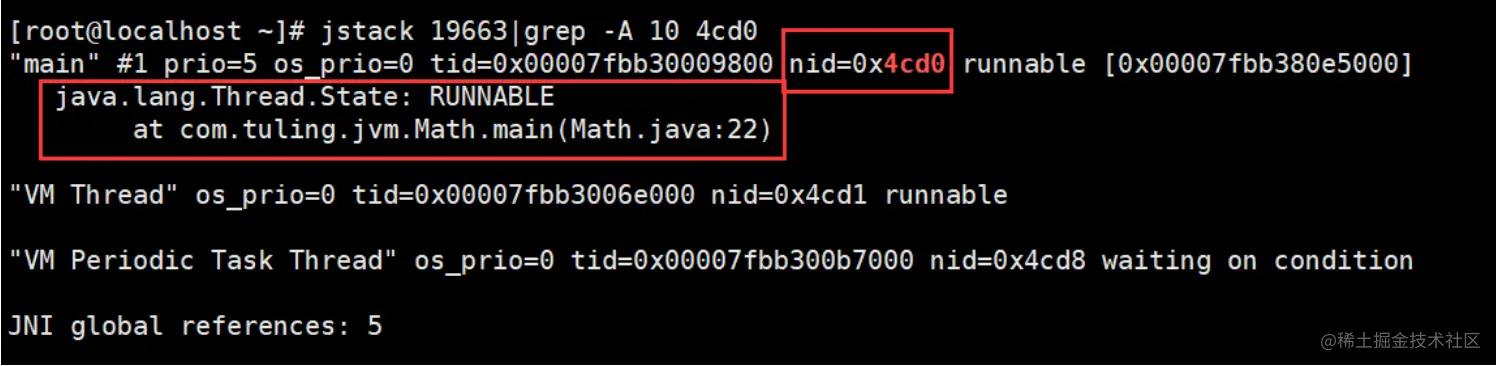 [root@localhost ~]# jstack 19663|grep -A 10 4cd0
"main" #1 prio=5 os_prio=0 tid=0x00007fbb30009800 nid=0x4cd0 runnable [0x00007fbb380e5000]
java.lang.Thread.State: RUNNABLE
at com.tuling.jvm.Math.main(Math.java:22)
"VM Thread" os_prio=0 tid=0x00007fbb3006e000 nid=0x4cd1 runnable
"VM Periodic Task Thread" os_prio=0 tid=0x00007fbb300b7000 nid=0x4cd8 waiting on condition
JNI global references: 5
@稀土掘金技术社区